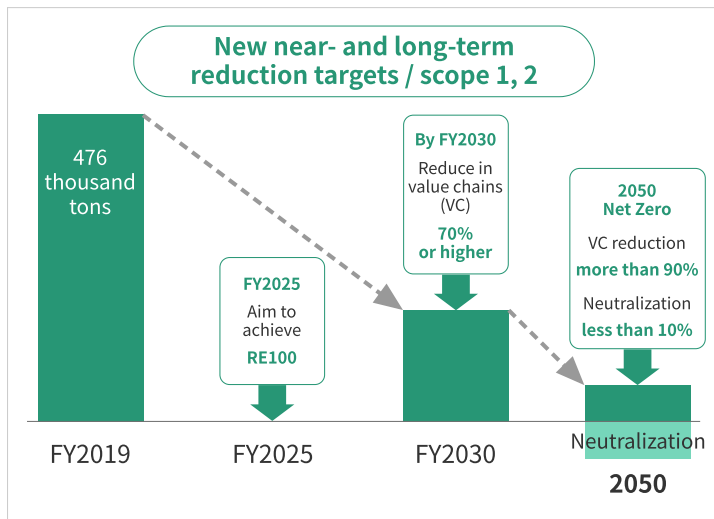 New near- and long-term
reduction targets / scope 1, 2
476
thousand
tons
FY2025
Aim to
achieve
RE100
By FY2030
Reduce in
value chains
(VC)
70%
or higher
2050
Net Zero
VC reduction
more than 90%
Neutralization
less than 10%
Neutralization
FY2019
FY2025
FY2030
2050